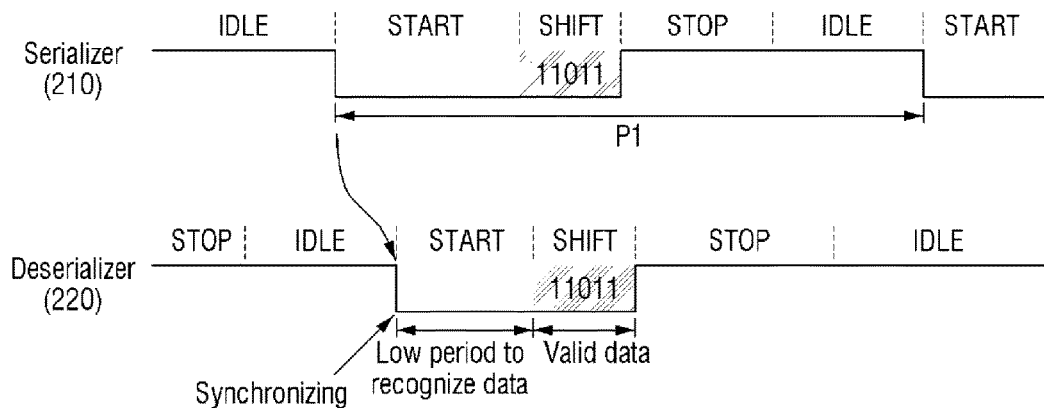 IDLE START SHIFT STOP IDLE START
Serializer
(210)
11011
P1
STOP IDLE START SHIFT STOP IDLE
Deserializer
(220)
11011
Low period to
recognize data
Valid data
Synchronizing